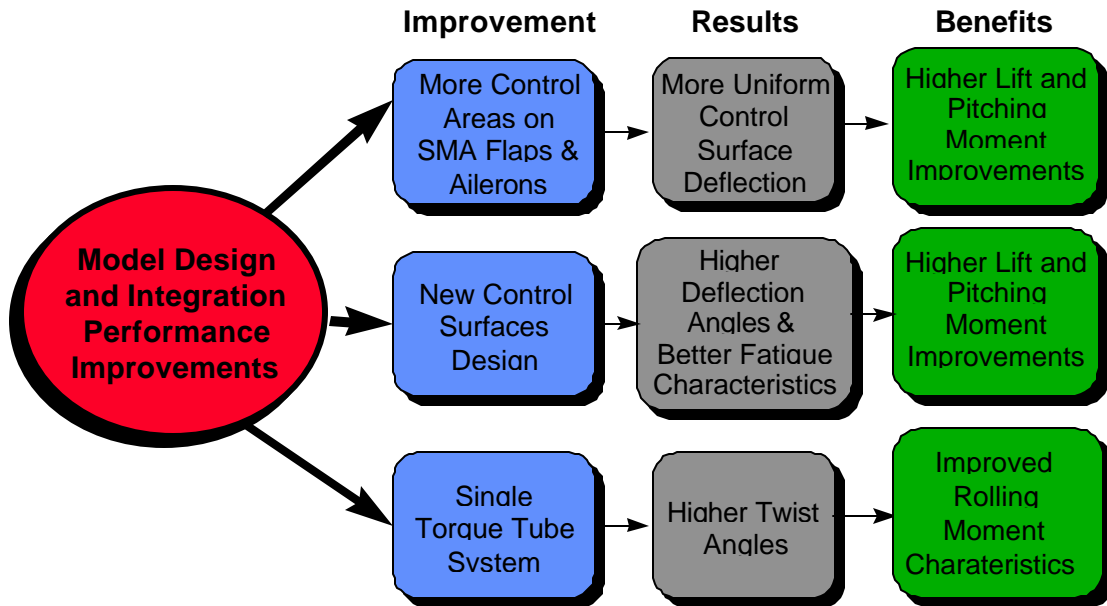 Improvement
Results
Benefits
Model Design
and Integration
Performance
Improvements
More Control
Areas on
SMA Flaps &
Ailerons
More Uniform
Control
Surface
Deflection
Higher Lift and
Pitching
Moment
Improvements
New Control
Surfaces
Design
Higher
Deflection
Angles &
Better Fatigue
Characteristics
Higher Lift and
Pitching
Moment
Improvements
Single
Torque Tube
System
Higher Twist
Angles
Improved
Rolling
Moment
Charateristics